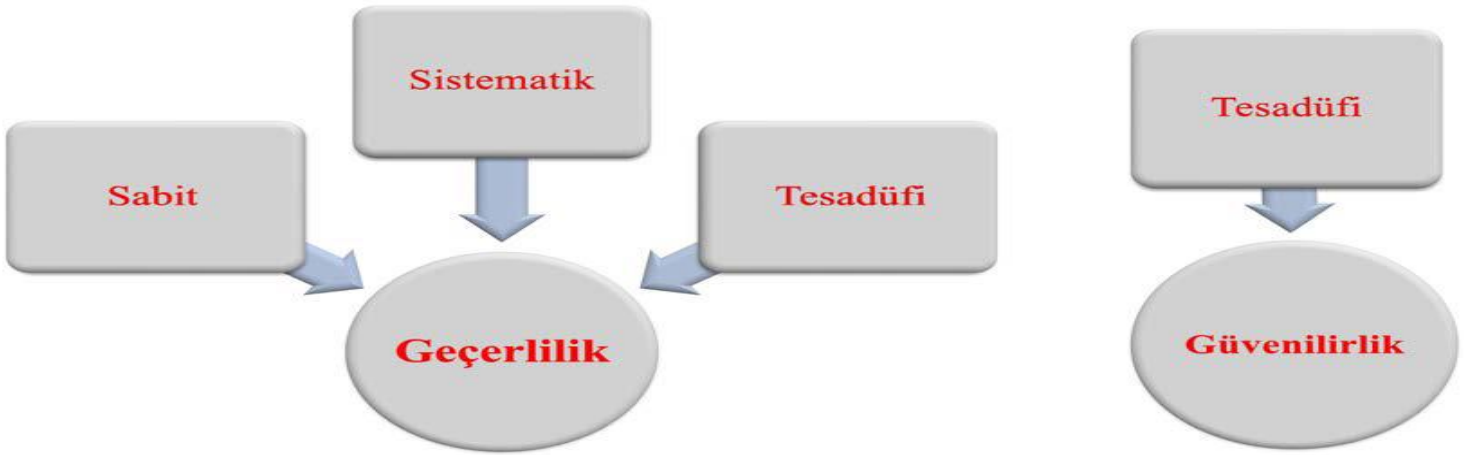 Sistematik
Sabit
Tesadüfi
Geçerlilik
Tesadüfi
Güvenilirlik